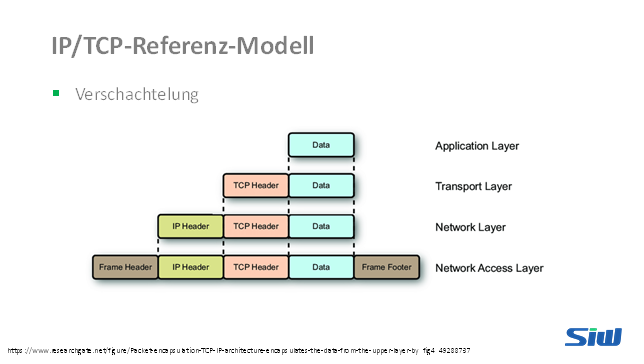 IP/TCP-Referenz-Modell
Verschachtelung
Data Application Layer
TCP Header Data Transport Layer
IP Header TCP Header Data Network Layer
Frame Header IP Header TCP Header Data Frame Footer Network Access Layer
SIW
https://www.researchgate.net/figure/Packet-encapsulation-TCP-IP-architecture-encapsulates-the-data-from-the-upper-layer-by_fig4_49288737